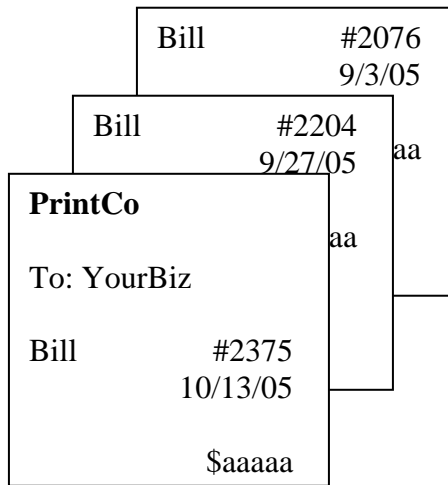 Bill #2076
9/3/05
aa
Bill #2204
9/27/05
aa
PrintCo
To: YourBiz
Bill #2375
10/13/05
$aaaaa